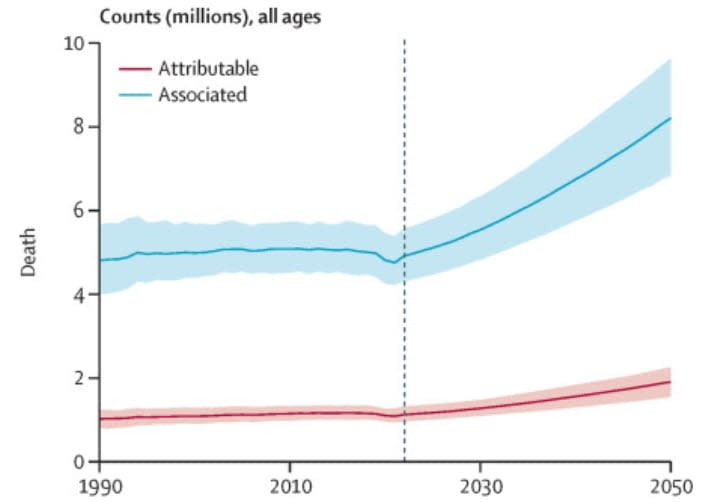 Counts (millions), all ages
10
Attributable
Associated
8
6
Death
4
2
0
1990 2010 2030 2050